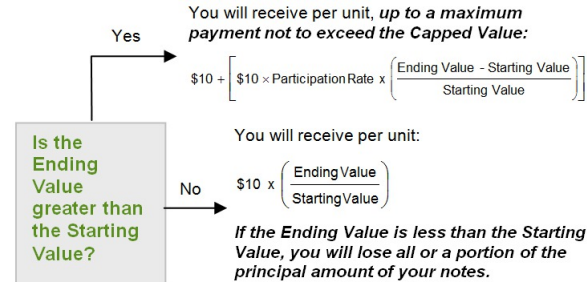 You will receive per unit, up to a maximum
payment not to exceed the Capped Value:
Yes
$10 + [ $10 × Participation Rate x ( Ending Value - Starting Value
Starting Value ) ]
Is the
Ending
Value
greater than
the Starting
Value?
No
You will receive per unit:
$10 x ( Ending Value
Starting Value )
If the Ending Value is less than the Starting
Value, you will lose all or a portion of the
principal amount of your notes.